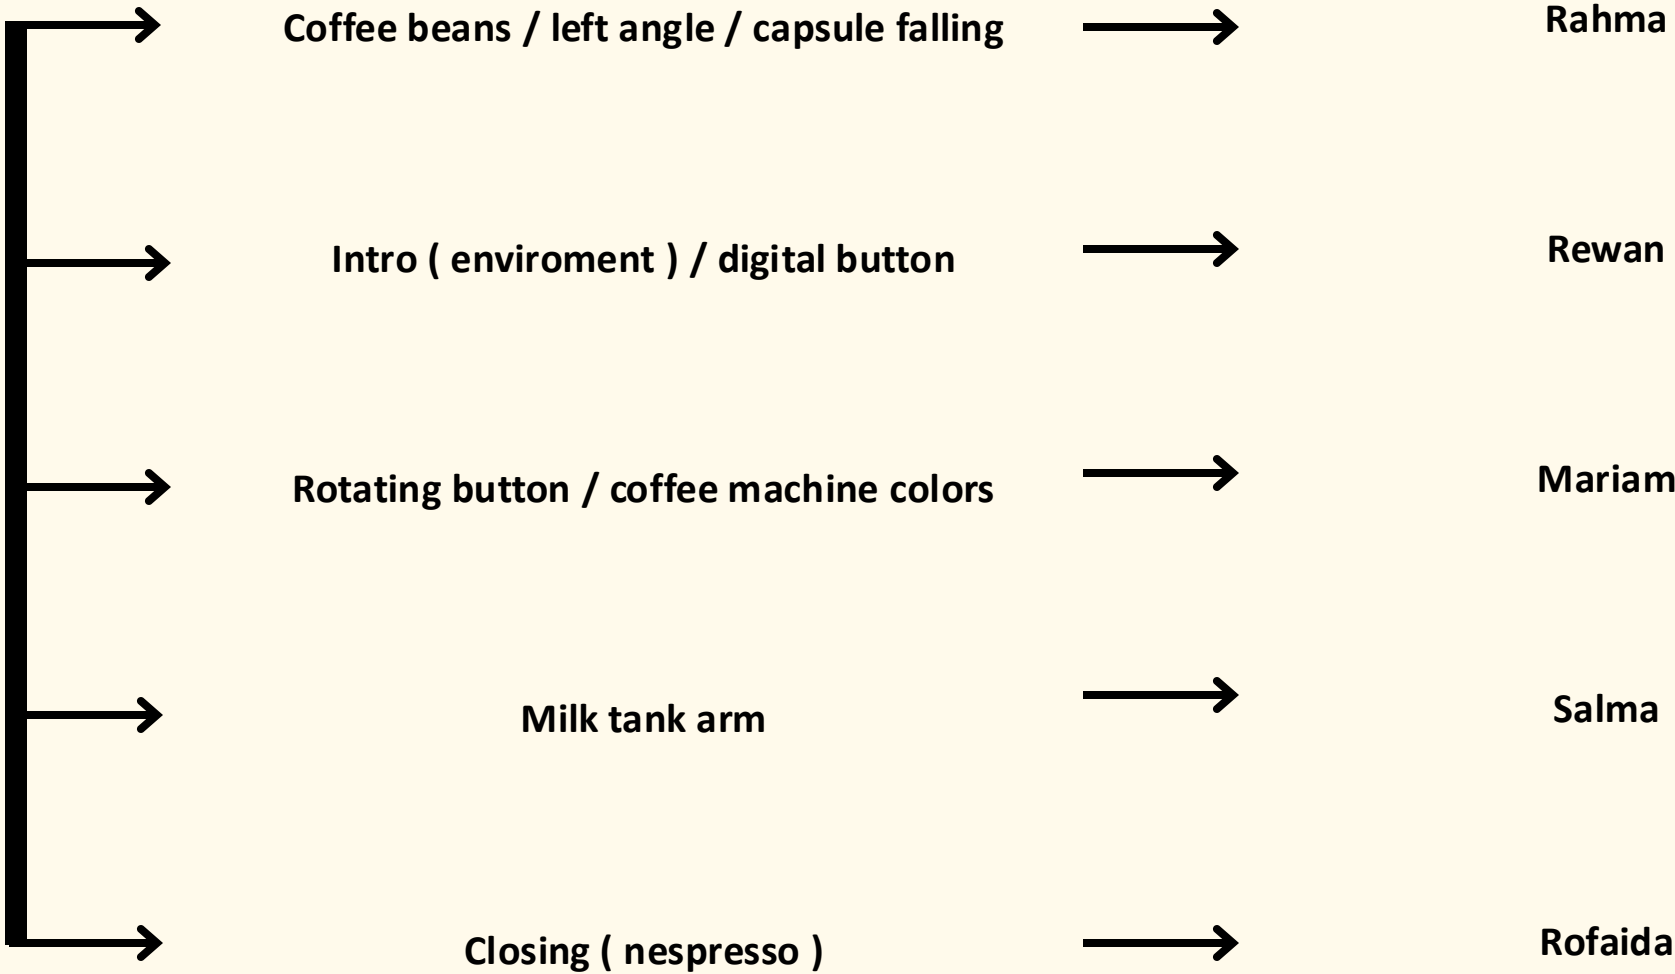 Coffee beans / left angle / capsule falling
Rahma
Intro ( enviroment ) / digital button
Rewan
Rotating button / coffee machine colors
Mariam
Milk tank arm
Salma
Closing ( nespresso )
Rofaida